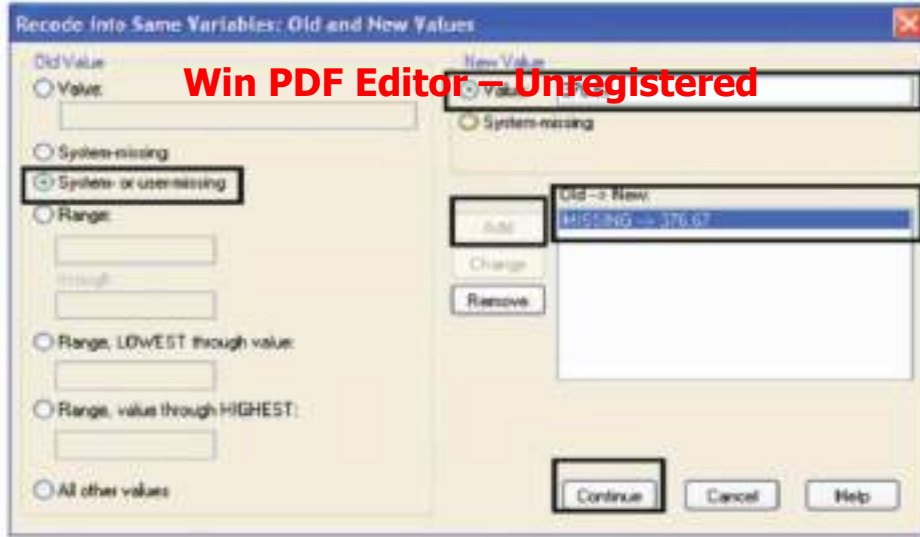 Recode into Same Variables: Old and New Values
Old Value
Value:
System-missing
System- or user-missing
Range:
through
Range, LOWEST through value:
Range, value through HIGHEST:
All other values
Win PDF Editor — Unregistered
New Value
Value:
System-missing
Old --> New:
MISSING --> 376.67
Add
Change
Remove
Continue
Cancel
Help